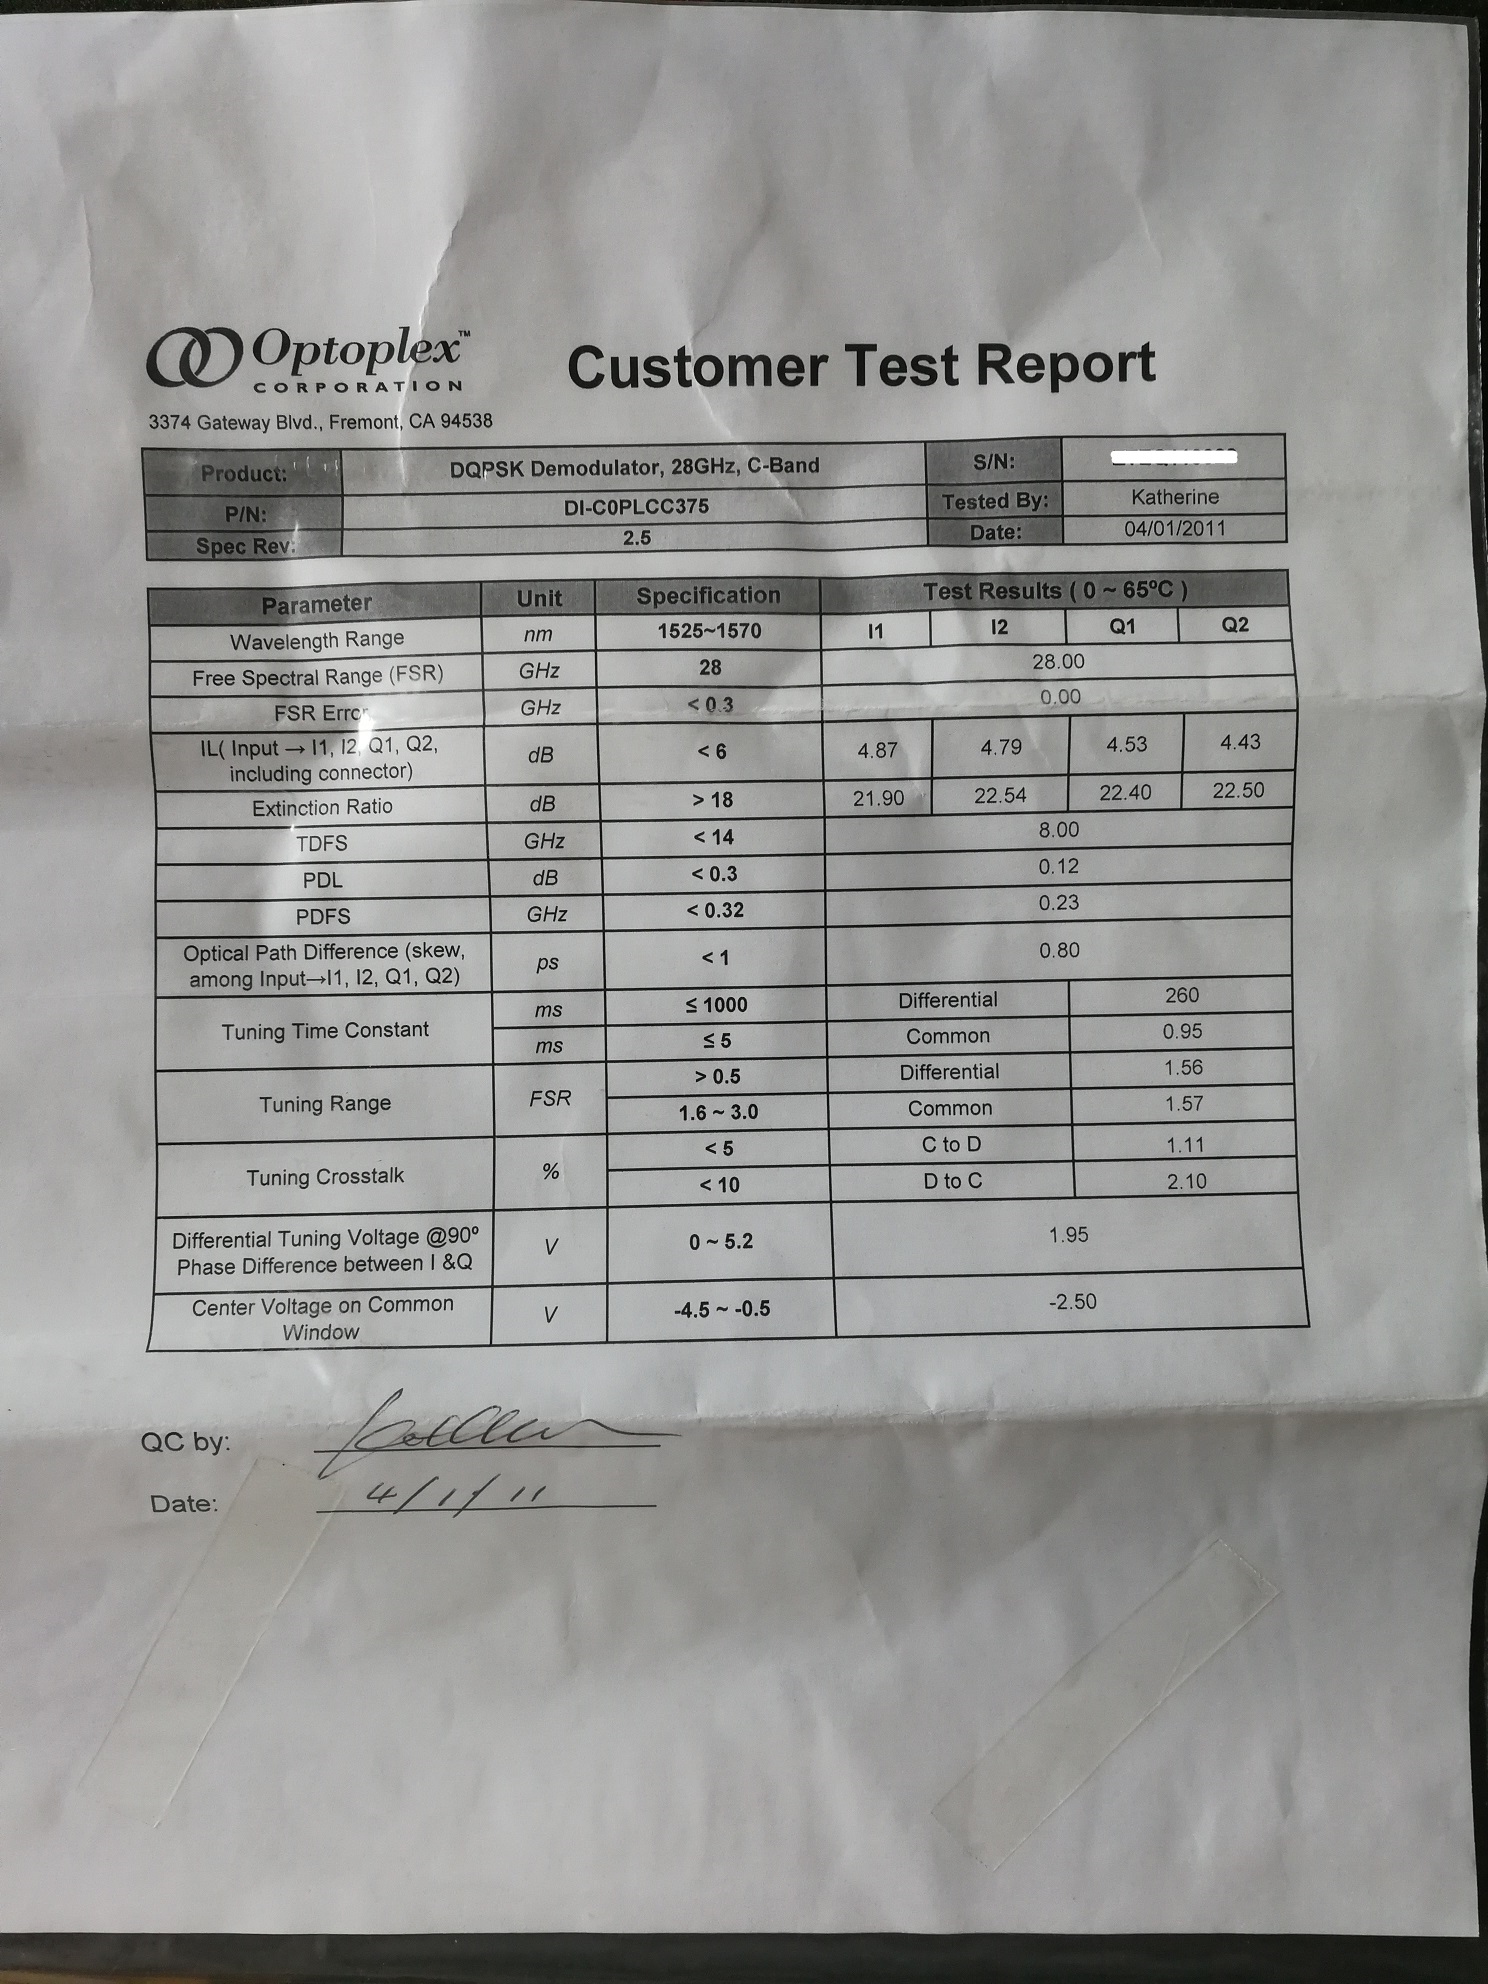 Optoplex™
CORPORATION
Customer Test Report
3374 Gateway Blvd., Fremont, CA 94538
Product: DQPSK Demodulator, 28GHz, C-Band S/N:
P/N: DI-C0PLCC375 Tested By: Katherine
Spec Rev: 2.5 Date: 04/01/2011
Parameter Unit Specification Test Results ( 0 ~ 65ºC )
Wavelength Range nm 1525~1570 I1 I2 Q1 Q2
Free Spectral Range (FSR) GHz 28 28.00
FSR Error GHz < 0.3 0.00
IL( Input → I1, I2, Q1, Q2,
including connector) dB < 6 4.87 4.79 4.53 4.43
Extinction Ratio dB > 18 21.90 22.54 22.40 22.50
TDFS GHz < 14 8.00
PDL dB < 0.3 0.12
PDFS GHz < 0.32 0.23
Optical Path Difference (skew,
among Input→I1, I2, Q1, Q2) ps < 1 0.80
Tuning Time Constant ms ≤ 1000 Differential 260
ms ≤ 5 Common 0.95
Tuning Range FSR > 0.5 Differential 1.56
1.6 ~ 3.0 Common 1.57
Tuning Crosstalk % < 5 C to D 1.11
< 10 D to C 2.10
Differential Tuning Voltage @90º
Phase Difference between I &Q V 0 ~ 5.2 1.95
Center Voltage on Common
Window V -4.5 ~ -0.5 -2.50
QC by:
Date: 4/1/11